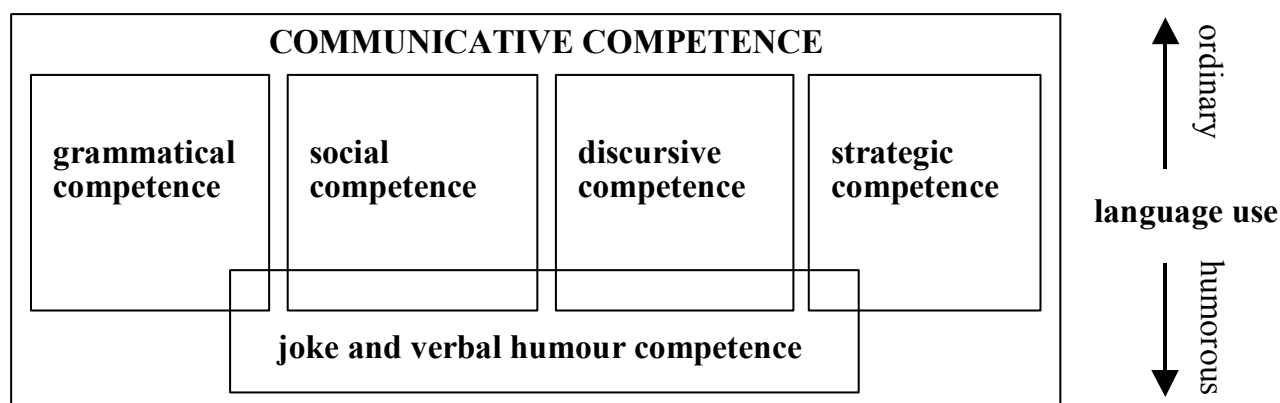 COMMUNICATIVE COMPETENCE
grammatical
competence
social
competence
discursive
competence
strategic
competence
joke and verbal humour competence
ordinary
language use
humorous